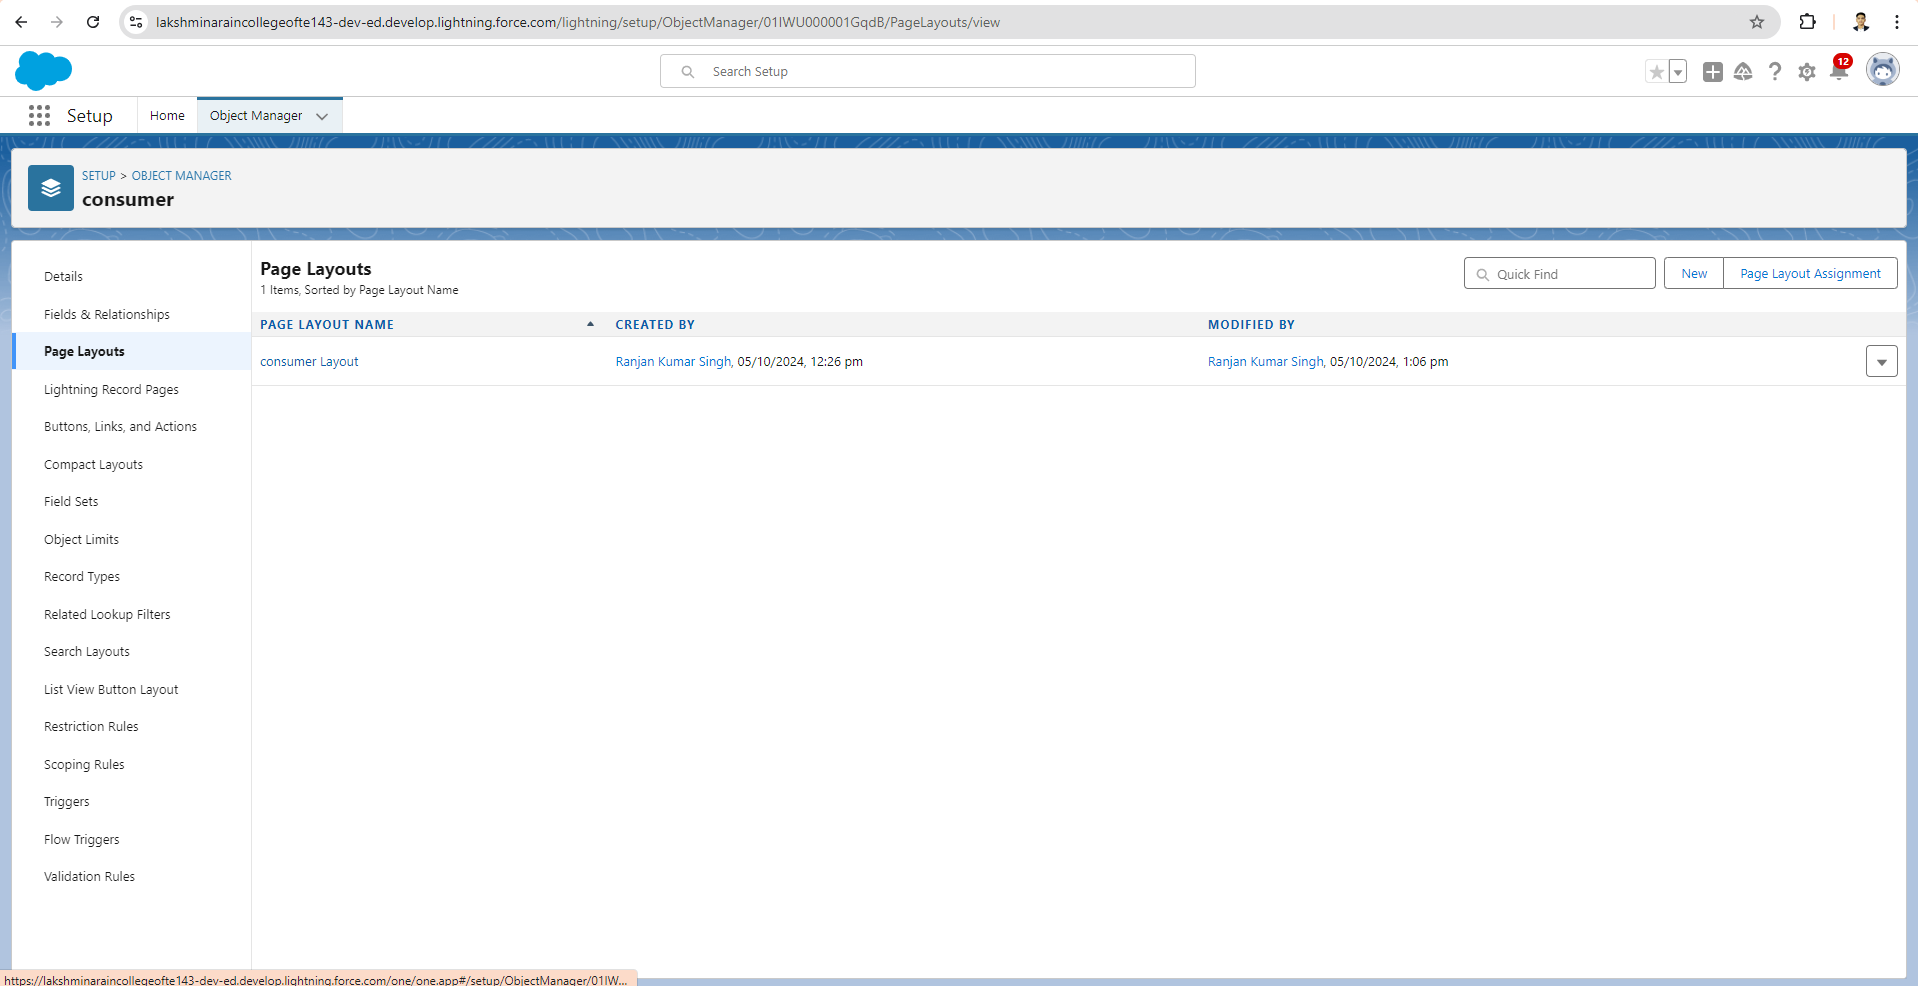 lakshminaraincollegeofte143-dev-ed.develop.lightning.force.com/lightning/setup/ObjectManager/01IWU000001GqdB/PageLayouts/view
Search Setup
12
Setup
Home
Object Manager
SETUP > OBJECT MANAGER
consumer
Details
Fields & Relationships
Page Layouts
Lightning Record Pages
Buttons, Links, and Actions
Compact Layouts
Field Sets
Object Limits
Record Types
Related Lookup Filters
Search Layouts
List View Button Layout
Restriction Rules
Scoping Rules
Triggers
Flow Triggers
Validation Rules
Page Layouts
1 Items, Sorted by Page Layout Name
Quick Find
New
Page Layout Assignment
PAGE LAYOUT NAME CREATED BY MODIFIED BY
consumer Layout Ranjan Kumar Singh, 05/10/2024, 12:26 pm Ranjan Kumar Singh, 05/10/2024, 1:06 pm
https://lakshminaraincollegeofte143-dev-ed.develop.lightning.force.com/one/one.app#/setup/ObjectManager/01IW...